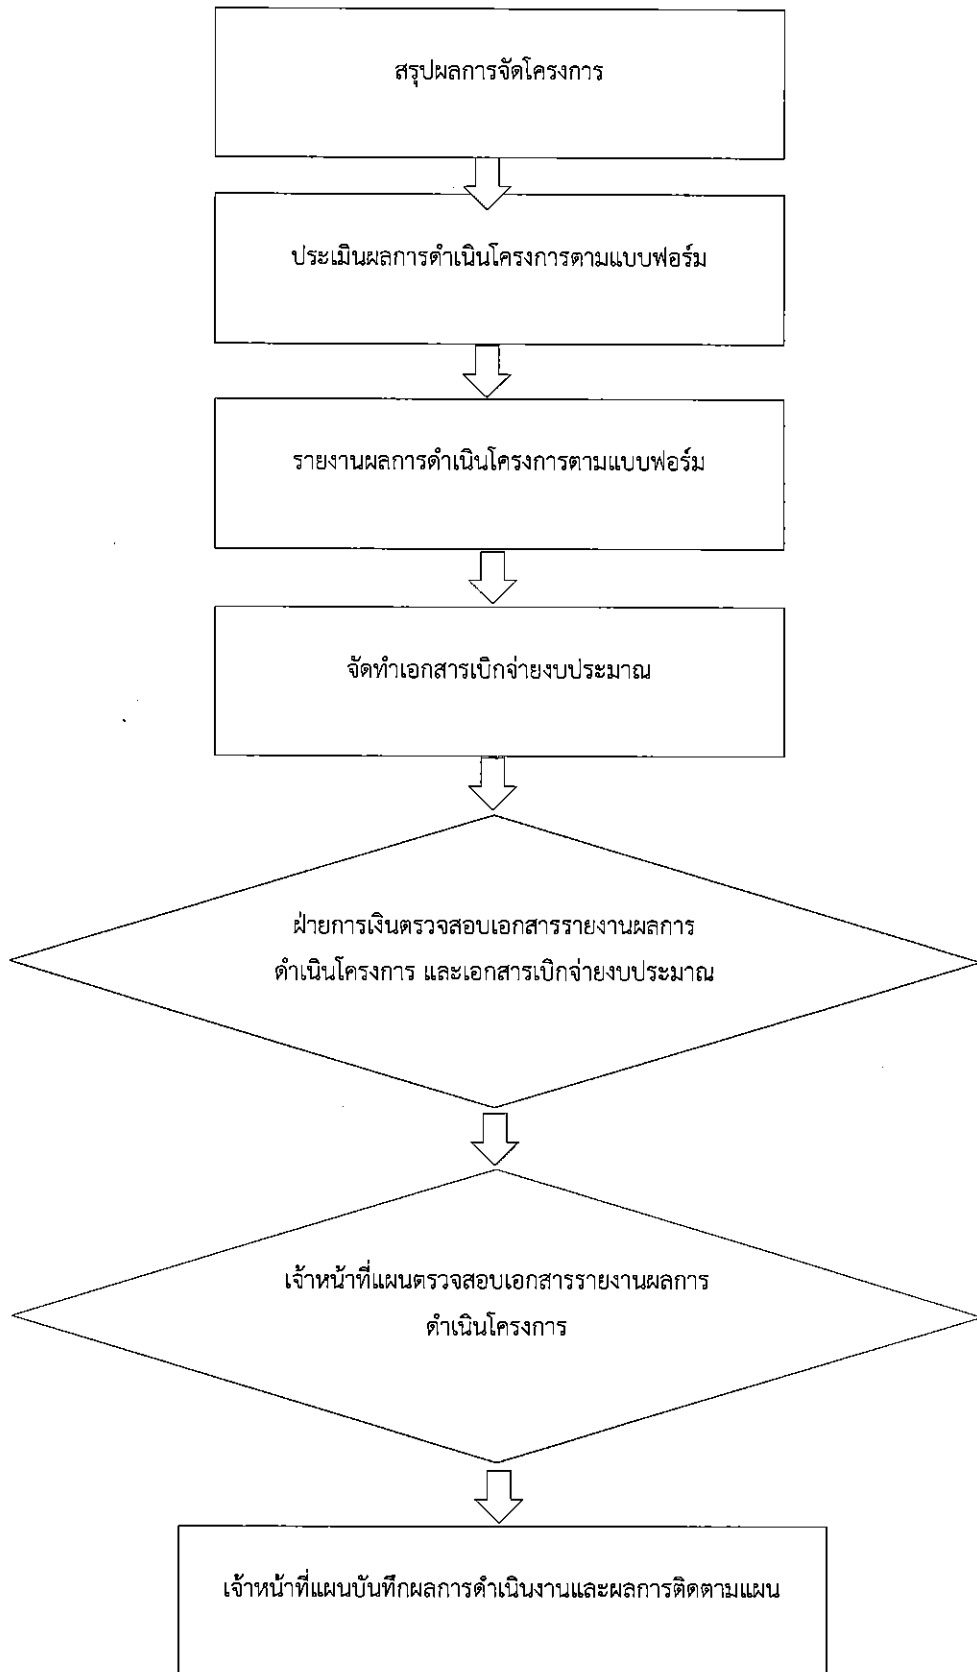 สรุปผลการจัดโครงการ
ประเมินผลการดำเนินโครงการตามแบบฟอร์ม
รายงานผลการดำเนินโครงการตามแบบฟอร์ม
จัดทำเอกสารเบิกจ่ายงบประมาณ
ฝ่ายการเงินตรวจสอบเอกสารรายงานผลการ
ดำเนินโครงการ และเอกสารเบิกจ่ายงบประมาณ
เจ้าหน้าที่แผนตรวจสอบเอกสารรายงานผลการ
ดำเนินโครงการ
เจ้าหน้าที่แผนบันทึกผลการดำเนินงานและผลการติดตามแผน